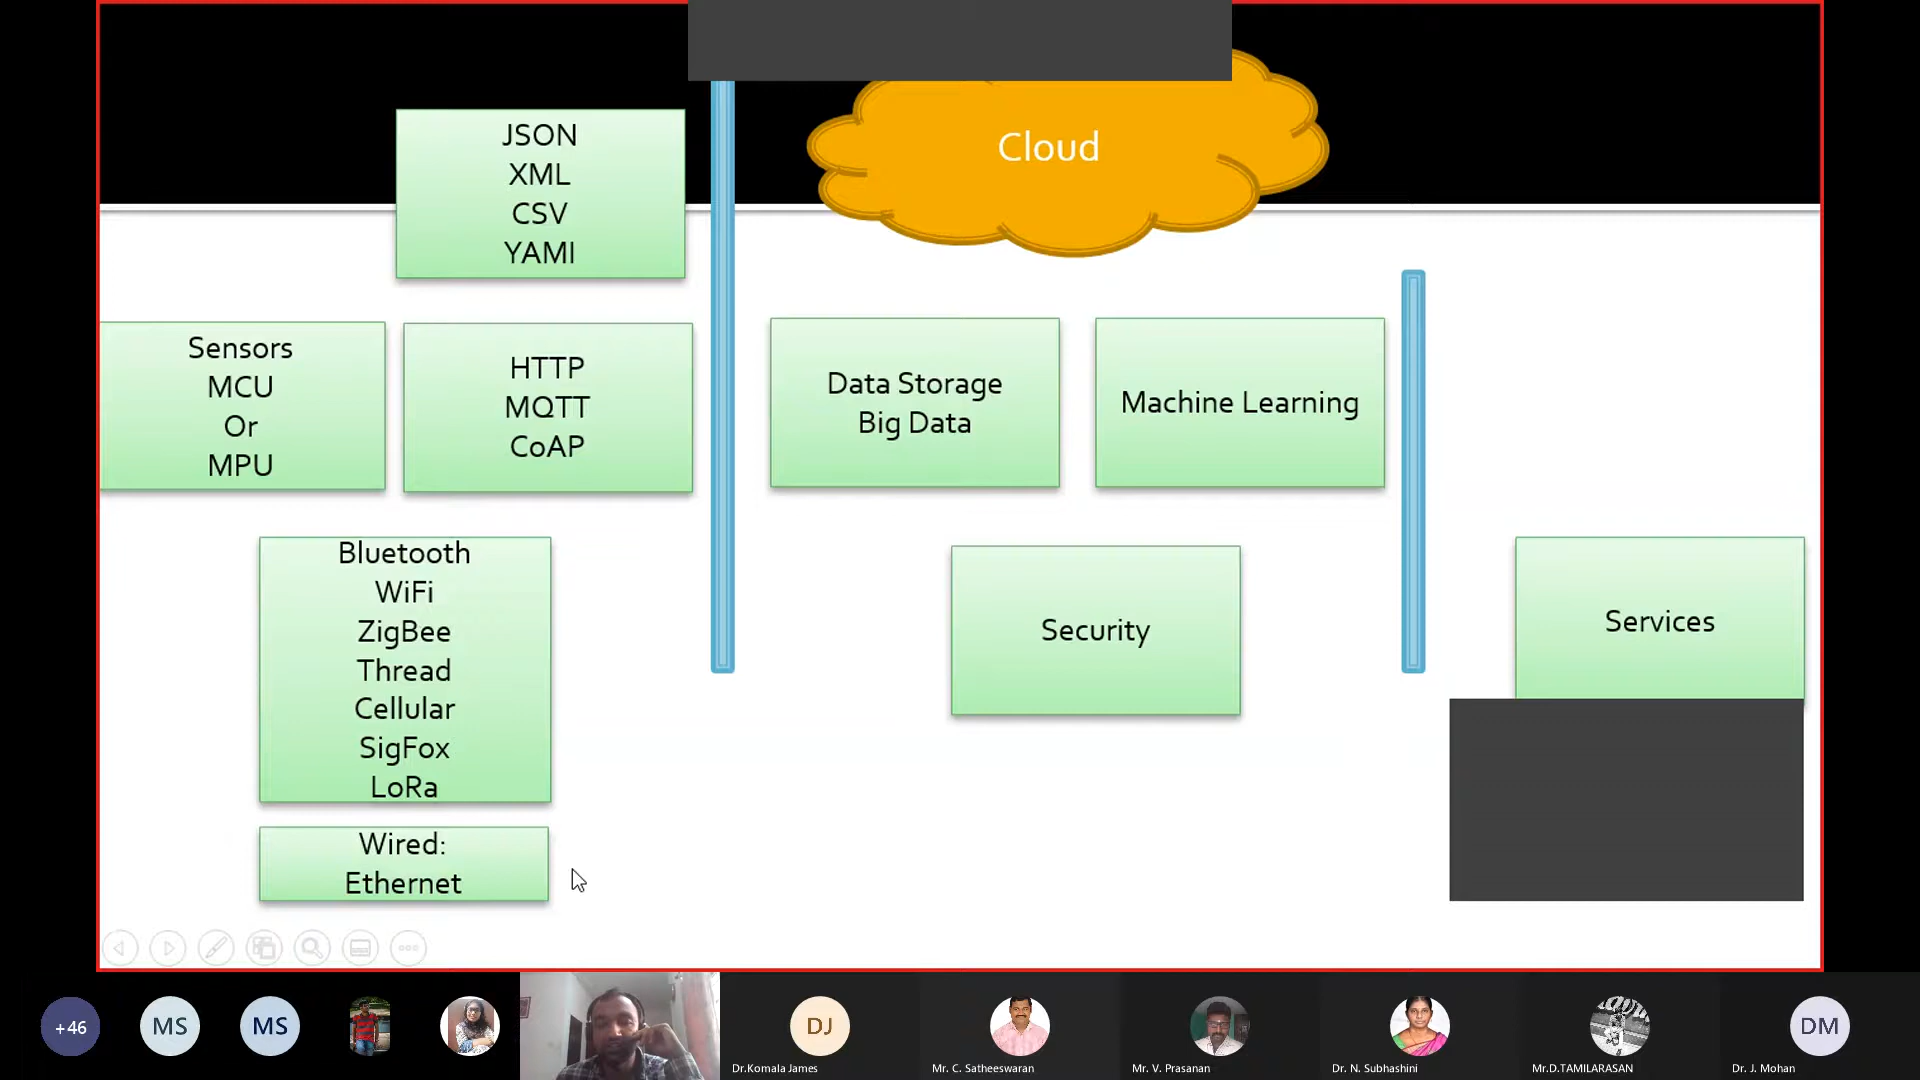 JSON
XML
CSV
YAMI
Cloud
Sensors
MCU
Or
MPU
HTTP
MQTT
CoAP
Data Storage
Big Data
Machine Learning
Bluetooth
WiFi
ZigBee
Thread
Cellular
SigFox
LoRa
Security
Services
Wired:
Ethernet
+46
MS
MS
DJ
DM
Dr.Komala James
Mr. C. Satheeswaran
Mr. V. Prasanan
Dr. N. Subhashini
Mr.D.TAMILARASAN
Dr. J. Mohan